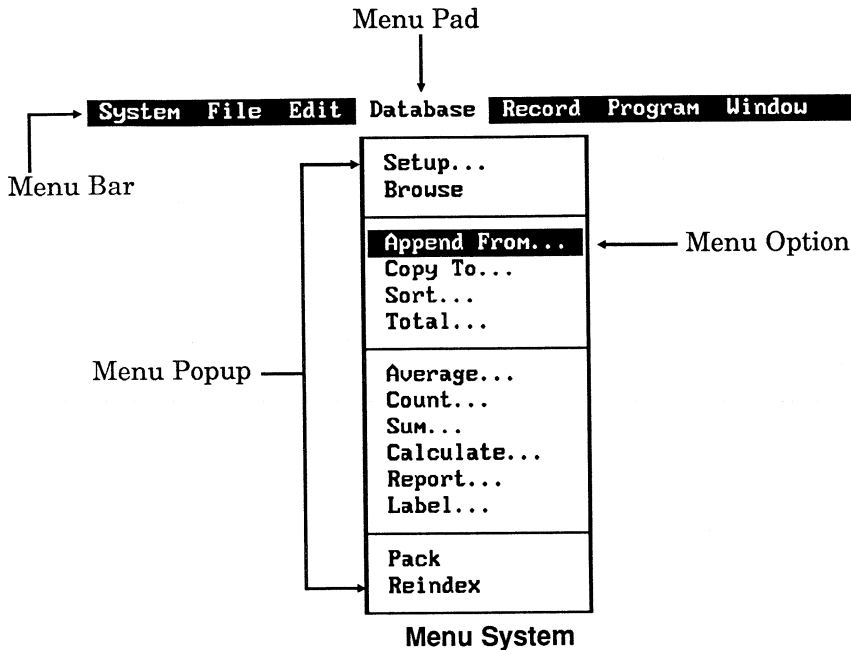 Menu Pad
System File Edit Database Record Program Window
Menu Bar
Setup...
Browse
Append From...
Menu Option
Copy To...
Sort...
Total...
Menu Popup
Average...
Count...
Sum...
Calculate...
Report...
Label...
Pack
Reindex
Menu System